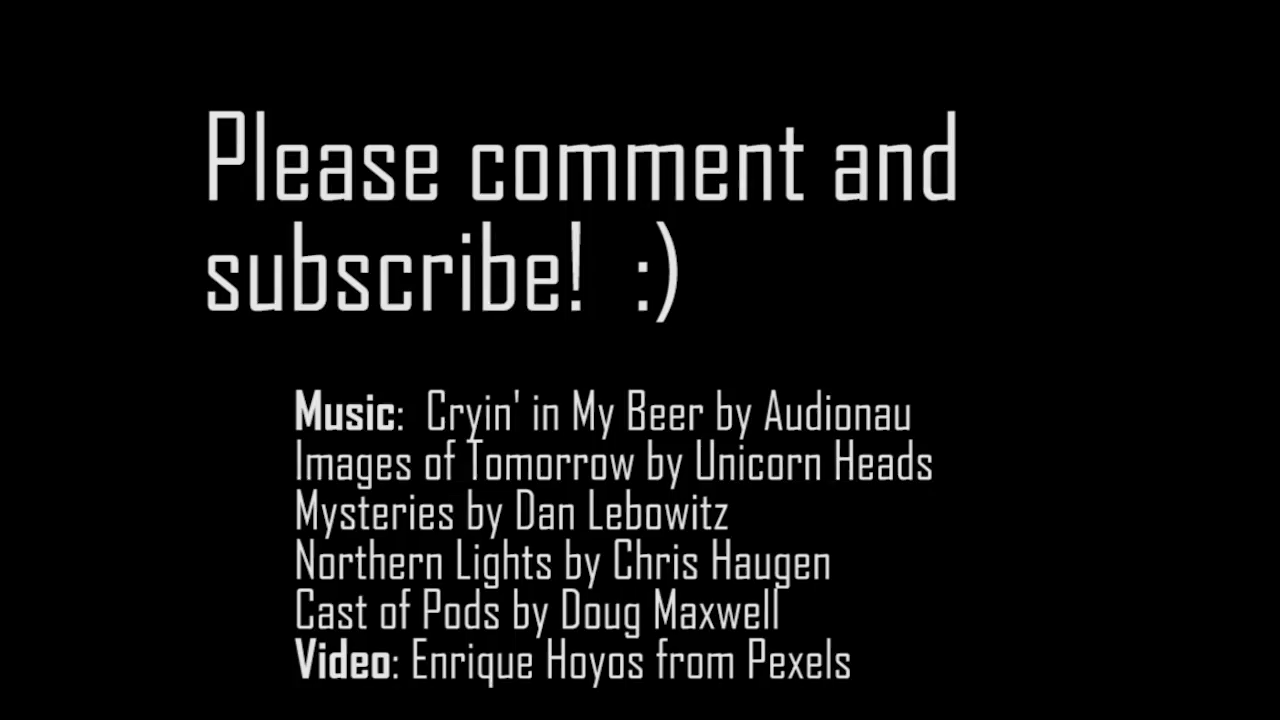 Please comment and
subscribe!  :)
Music:  Cryin' in My Beer by Audionau
Images of Tomorrow by Unicorn Heads
Mysteries by Dan Lebowitz
Northern Lights by Chris Haugen
Cast of Pods by Doug Maxwell
Video: Enrique Hoyos from Pexels